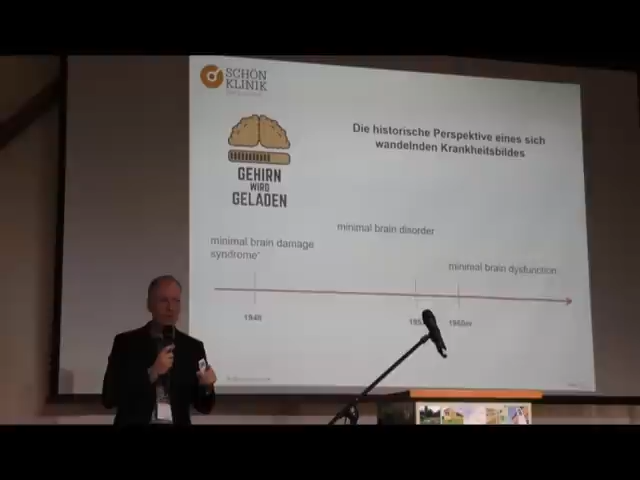 SCHÖN
KLINIK
Die historische Perspektive eines sich
wandelnden Krankheitsbildes
GEHIRN
WIRD
GELADEN
minimal brain disorder
minimal brain damage
syndrome"
minimal brain dysfunction
1940
1960er